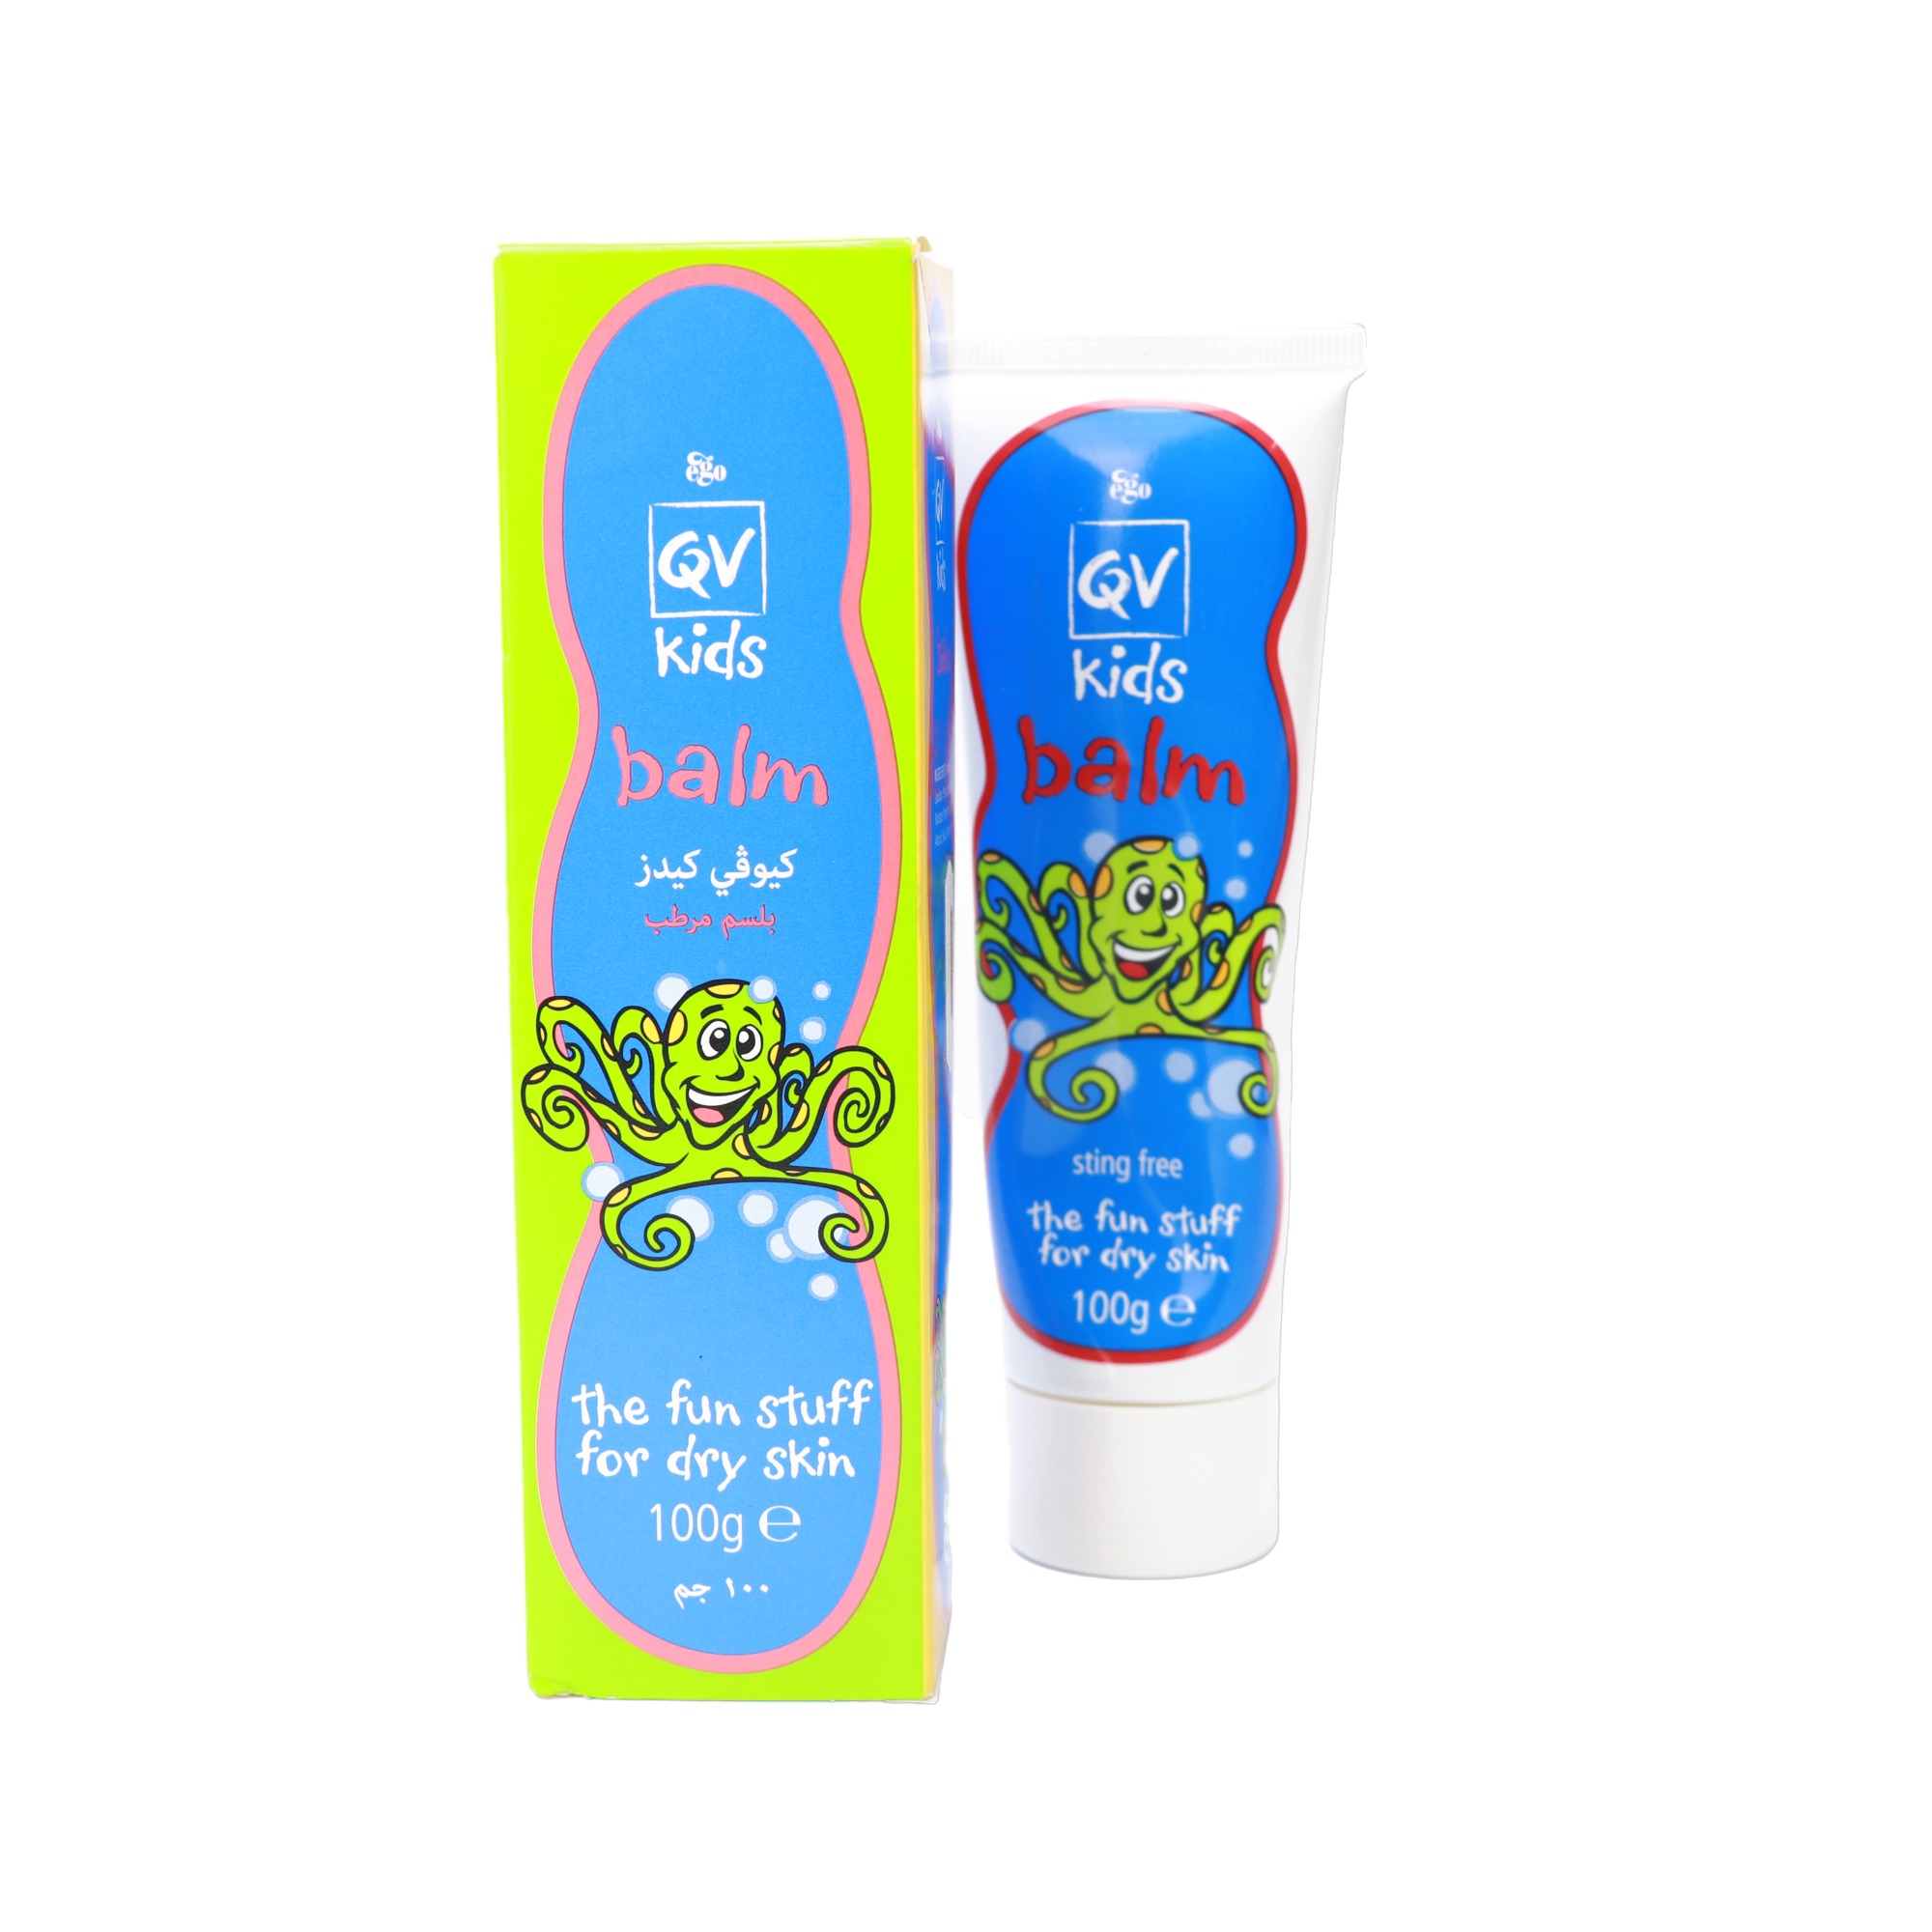 ego
QV
kids
balm
كيوڤي كيدز
بلسم مرطب
the fun stuff
for dry skin
100g ℮
١٠٠ جم
ego
QV
kids
balm
sting free
the fun stuff
for dry skin
100g ℮